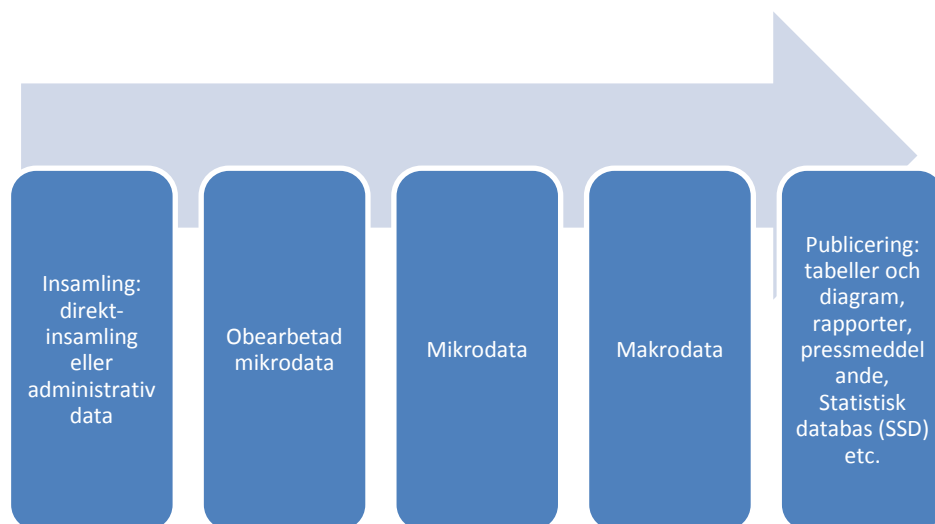 Insamling:
direkt-
insamling
eller
administrativ
data
Obearbetad
mikrodata
Mikrodata
Makrodata
Publicering:
tabeller och
diagram,
rapporter,
pressmeddel
ande,
Statistisk
databas (SSD)
etc.